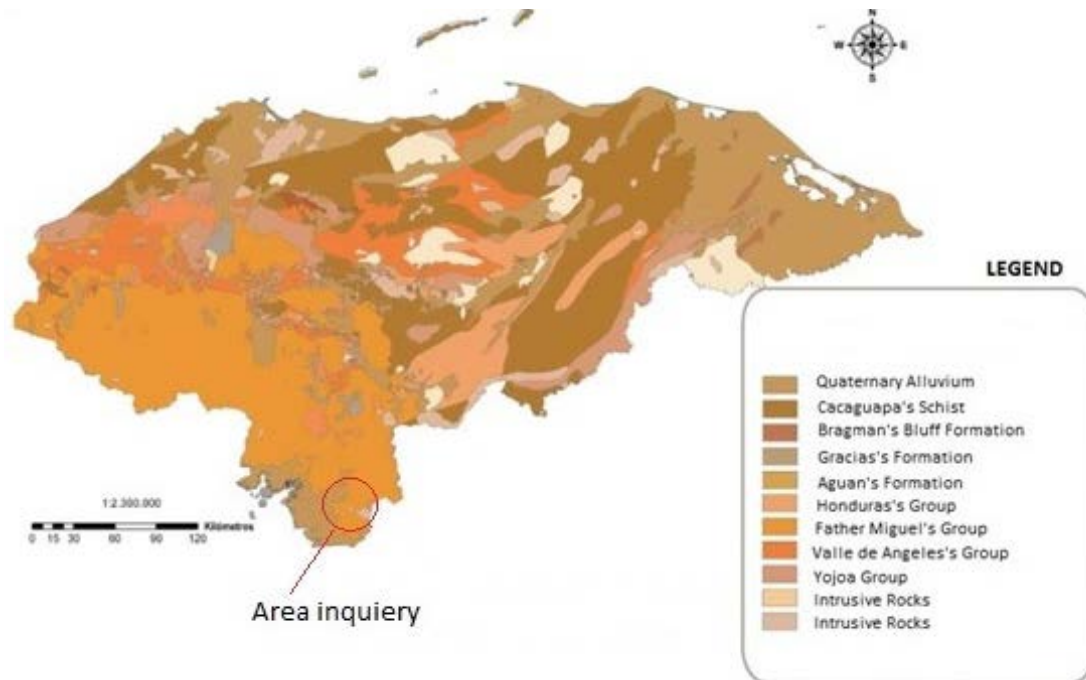 N
W E
S
LEGEND
Quaternary Alluvium
Cacaguapa's Schist
Bragman's Bluff Formation
Gracias's Formation
Aguan's Formation
Honduras's Group
Father Miguel's Group
Valle de Angeles's Group
Yojoa Group
Intrusive Rocks
Intrusive Rocks
1:2.300.000
Kilómetros
0 15 30 60 90 120
Area inquiery